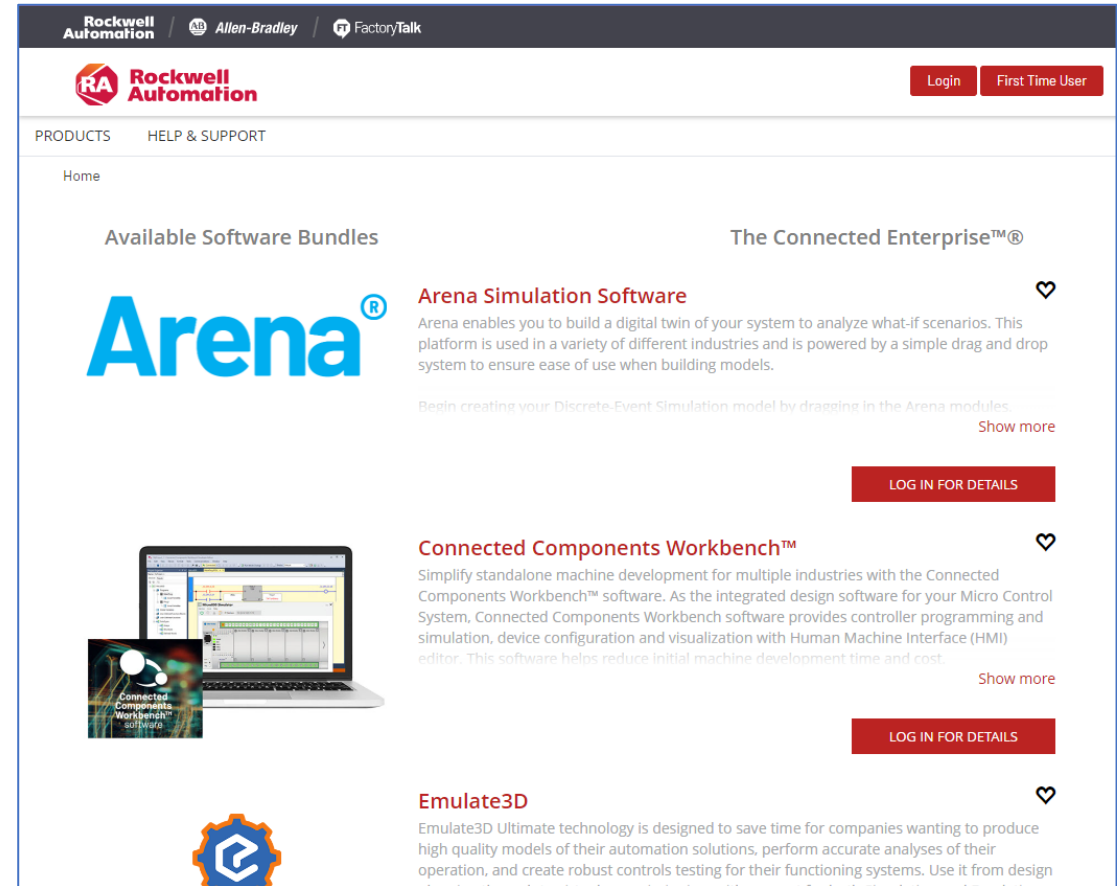 Rockwell Automation / AB Allen-Bradley / FT FactoryTalk
RA Rockwell Automation
Login First Time User
PRODUCTS HELP & SUPPORT
Home
Available Software Bundles The Connected Enterprise™®
Arena®
Arena Simulation Software
Arena enables you to build a digital twin of your system to analyze what-if scenarios. This
platform is used in a variety of different industries and is powered by a simple drag and drop
system to ensure ease of use when building models.
Begin creating your Discrete-Event Simulation model by dragging in the Arena modules.
Show more
LOG IN FOR DETAILS
Connected Components Workbench™ software
Connected Components Workbench™
Simplify standalone machine development for multiple industries with the Connected
Components Workbench™ software. As the integrated design software for your Micro Control
System, Connected Components Workbench software provides controller programming and
simulation, device configuration and visualization with Human Machine Interface (HMI)
editor. This software helps reduce initial machine development time and cost.
Show more
LOG IN FOR DETAILS
Emulate3D
Emulate3D Ultimate technology is designed to save time for companies wanting to produce
high quality models of their automation solutions, perform accurate analyses of their
operation, and create robust controls testing for their functioning systems. Use it from design